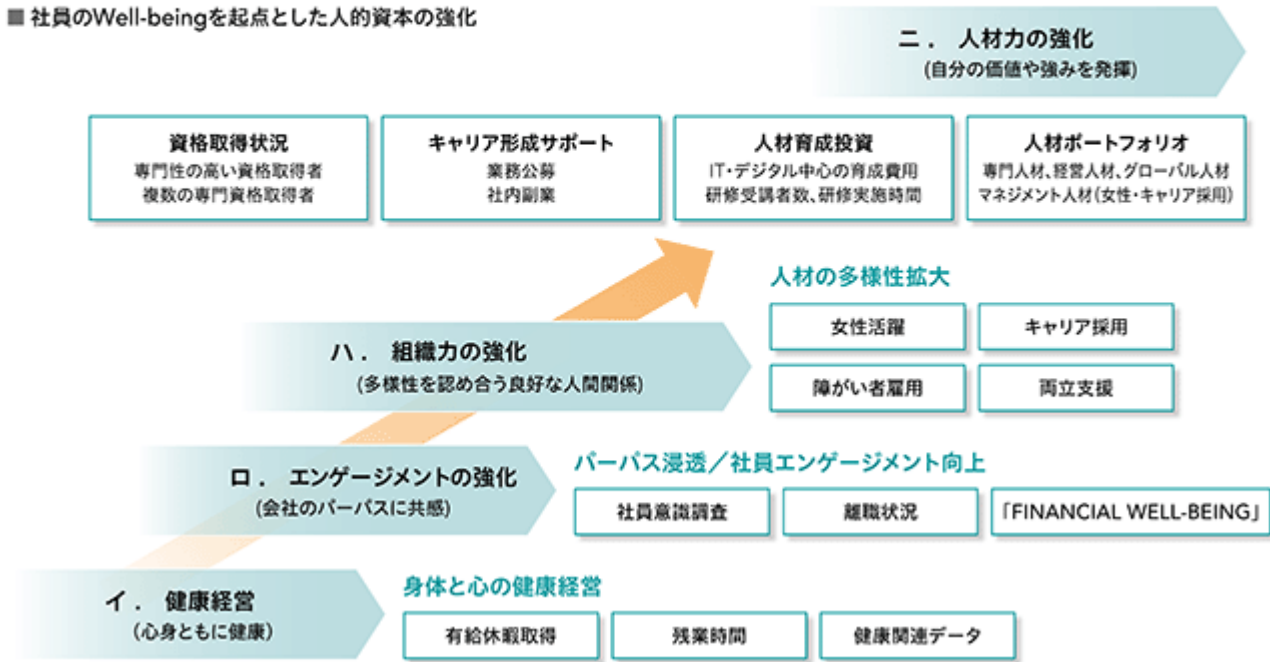 ■ 社員のWell-beingを起点とした人的資本の強化
ニ． 人材力の強化
(自分の価値や強みを発揮)
資格取得状況
専門性の高い資格取得者
複数の専門資格取得者
キャリア形成サポート
業務公募
社内副業
人材育成投資
IT・デジタル中心の育成費用
研修受講者数、研修実施時間
人材ポートフォリオ
専門人材、経営人材、グローバル人材
マネジメント人材(女性・キャリア採用)
ハ． 組織力の強化
(多様性を認め合う良好な人間関係)
人材の多様性拡大
女性活躍
キャリア採用
障がい者雇用
両立支援
ロ． エンゲージメントの強化
(会社のパーパスに共感)
パーパス浸透／社員エンゲージメント向上
社員意識調査
離職状況
「FINANCIAL WELL-BEING」
イ． 健康経営
(心身ともに健康)
身体と心の健康経営
有給休暇取得
残業時間
健康関連データ